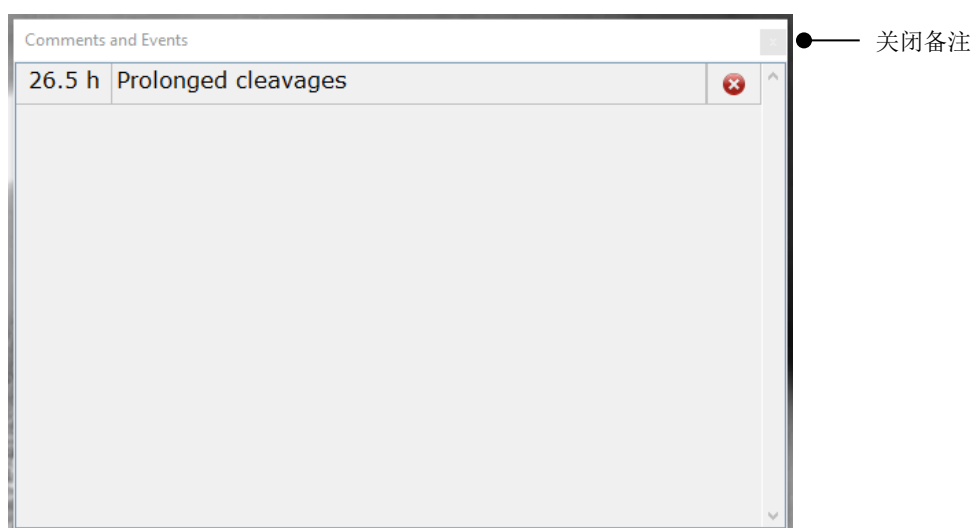 Comments and Events
关闭备注
26.5 h Prolonged cleavages